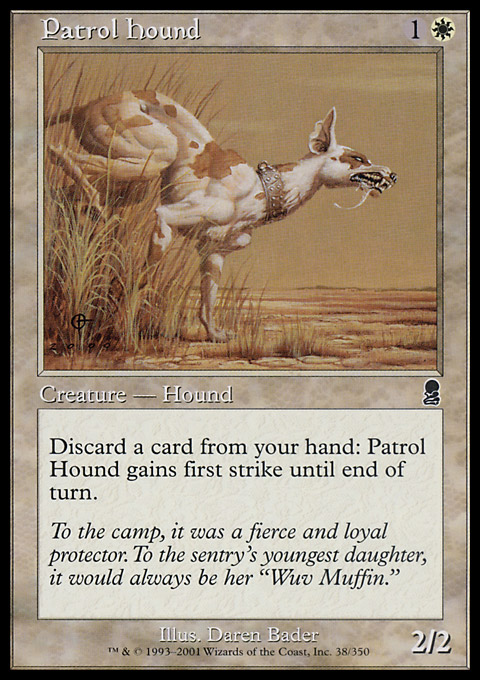 Patrol Hound 1
Creature — Hound
Discard a card from your hand: Patrol
Hound gains first strike until end of
turn.
To the camp, it was a fierce and loyal
protector. To the sentry's youngest daughter,
it would always be her “Wuv Muffin.”
Illus. Daren Bader
™ & © 1993–2001 Wizards of the Coast, Inc. 38/350
2/2